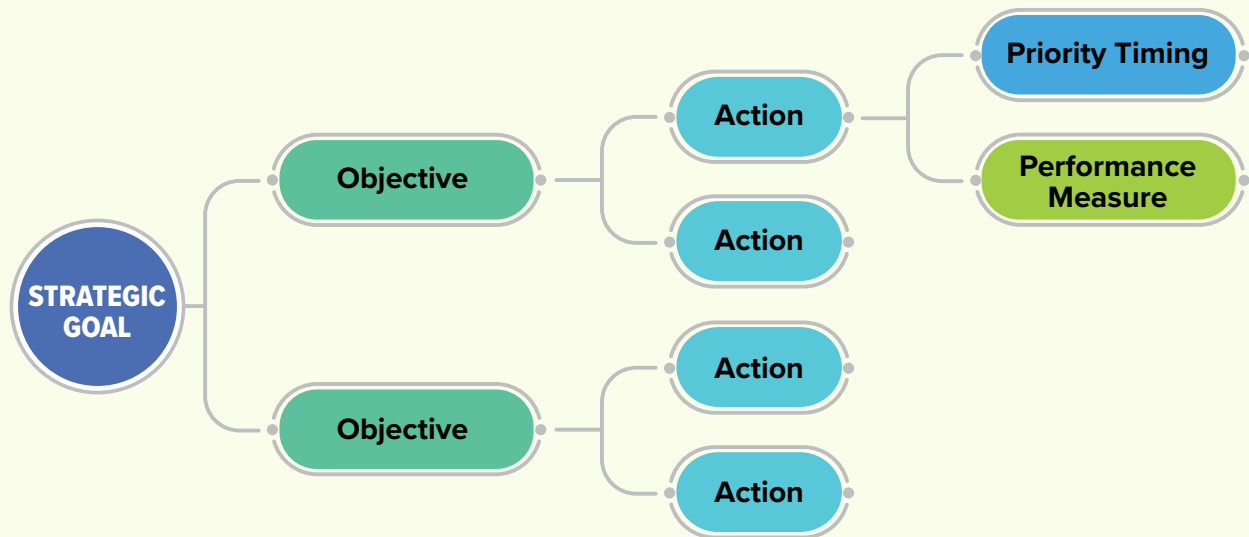 Priority Timing
Action
Performance
Measure
Objective
Action
STRATEGIC
GOAL
Action
Objective
Action